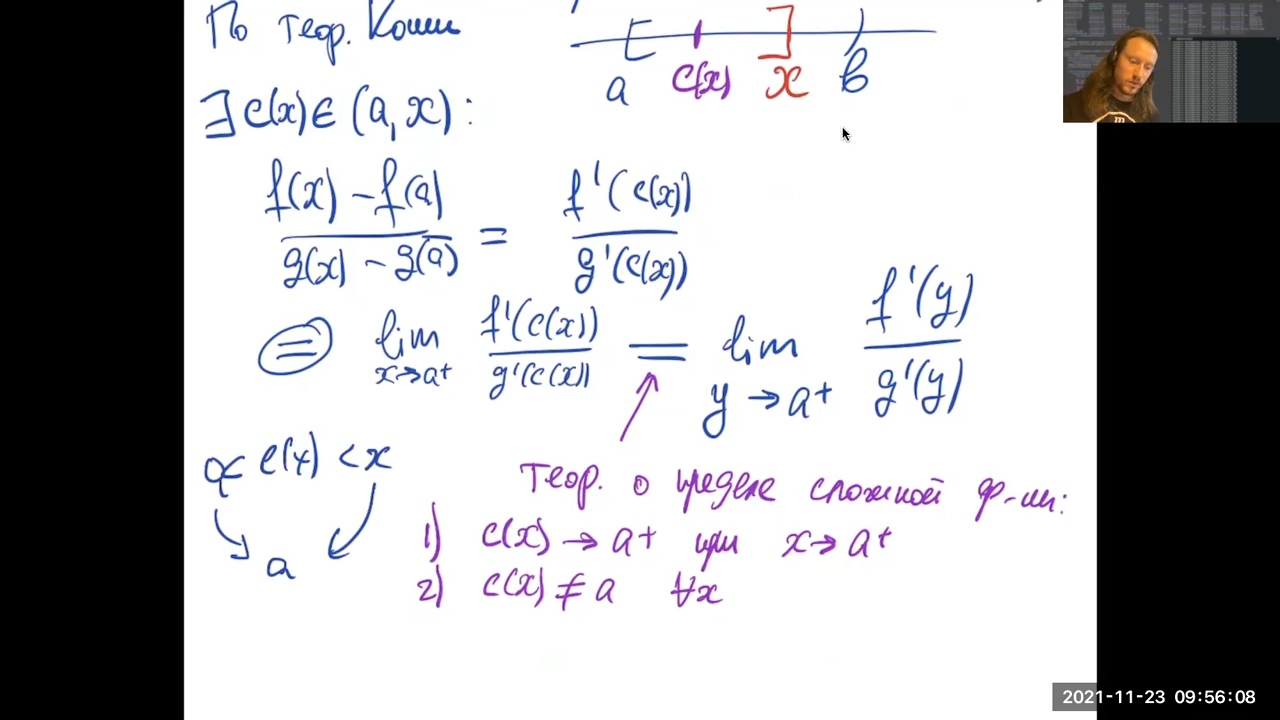 По теор. Коши
a c(x) x b
∃ c(x) ∈ (a, x):
f(x) - f(a) / g(x) - g(a) = f'(c(x)) / g'(c(x))
= lim x→a+ f'(c(x)) / g'(c(x)) = lim y→a+ f'(y) / g'(y)
a < c(x) < x
a
Теор. о пределе сложной ф-ии:
1) c(x) → a+ при x → a+
2) c(x) ≠ a ∀x
2021-11-23 09:56:08